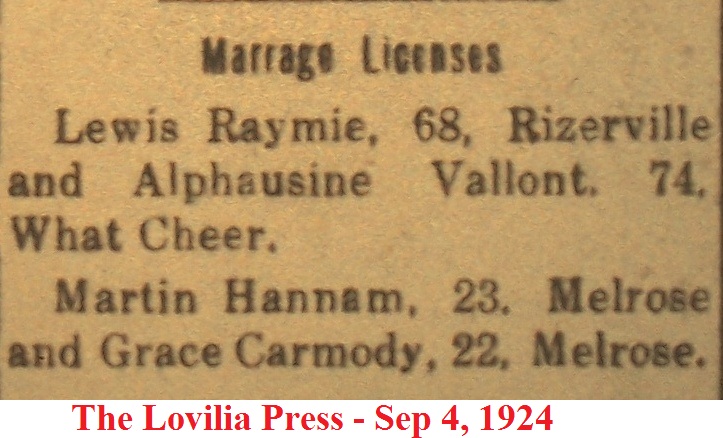 Marrage Licenses
Lewis Raymie, 68, Rizerville
and Alphausine Vallont. 74.
What Cheer.
Martin Hannam, 23. Melrose
and Grace Carmody, 22, Melrose.
The Lovilia Press - Sep 4, 1924